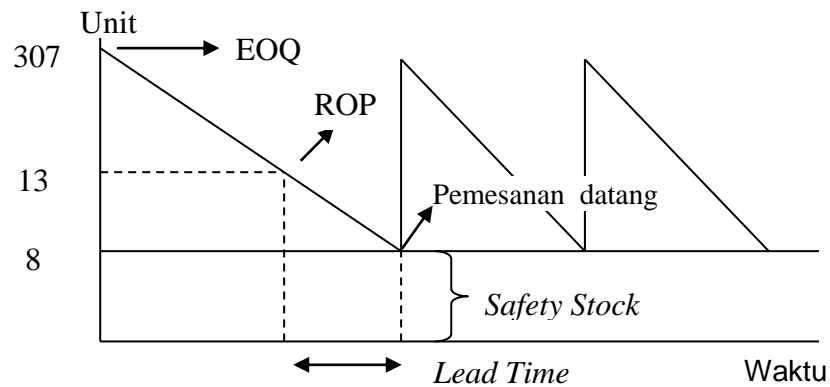 Unit
307
EOQ
ROP
13
Pemesanan datang
8
Safety Stock
Lead Time
Waktu